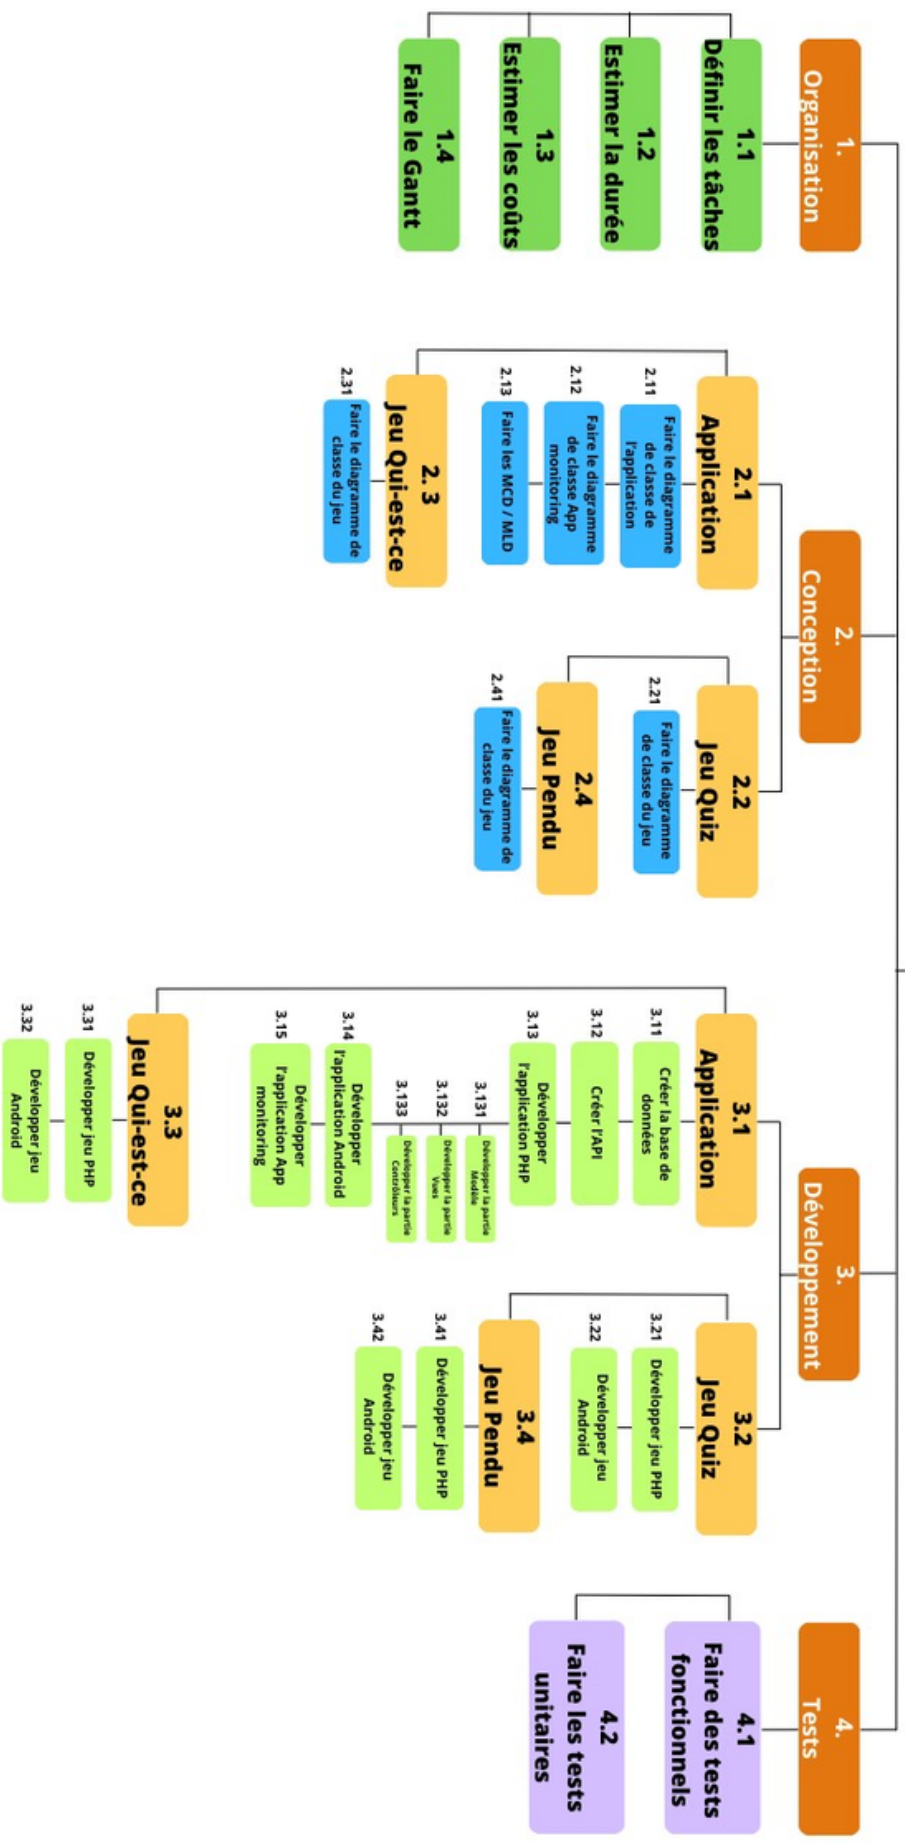 1.
Organisation
1.1
Définir les tâches
1.2
Estimer la durée
1.3
Estimer les coûts
1.4
Faire le Gantt
2.
Conception
2.1
Application
2.11
Faire le diagramme
de classe de
l'application
2.12
Faire le diagramme
de classe App
monitoring
2.13
Faire les MCD / MLD
2. 3
Jeu Qui-est-ce
2.31
Faire le diagramme de
classe du jeu
2.2
Jeu Quiz
2.21
Faire le diagramme
de classe du jeu
2.4
Jeu Pendu
2.41
Faire le diagramme de
classe du jeu
3.
Développement
3.1
Application
3.11
Créer la base de
données
3.12
Créer l'API
3.13
Développer
l'application PHP
3.131
Développer la partie
Modèle
3.132
Développer la partie
Vues
3.133
Développer la partie
Contrôleurs
3.14
Développer
l'application Android
3.15
Développer
l'application App
monitoring
3.3
Jeu Qui-est-ce
3.31
Développer jeu PHP
3.32
Développer jeu
Android
3.2
Jeu Quiz
3.21
Développer jeu PHP
3.22
Développer jeu
Android
3.4
Jeu Pendu
3.41
Développer jeu PHP
3.42
Développer jeu
Android
4.
Tests
4.1
Faire des tests
fonctionnels
4.2
Faire les tests
unitaires